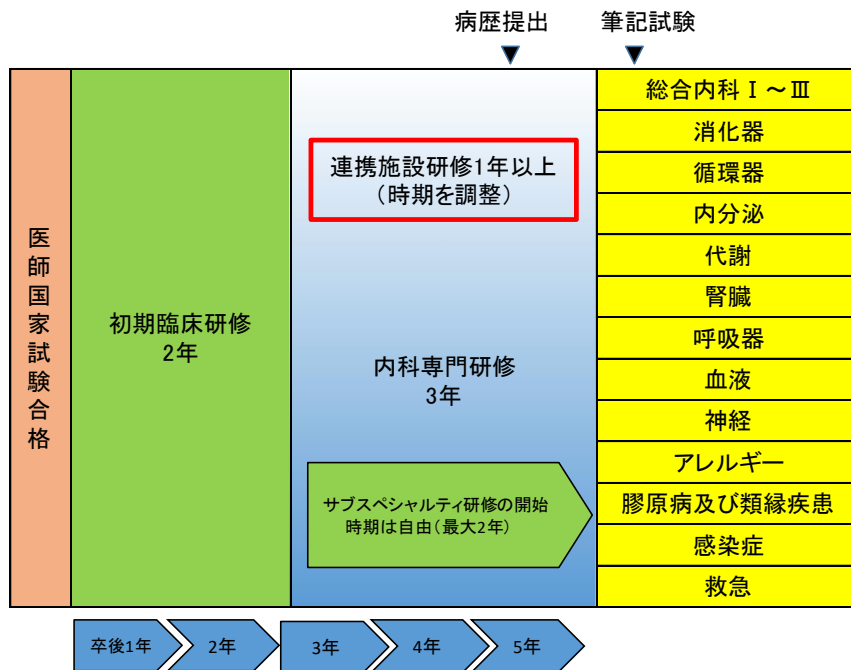 病歴提出
筆記試験
医師国家試験合格
初期臨床研修
2年
連携施設研修1年以上
（時期を調整）
内科専門研修
3年
サブスペシャルティ研修の開始
時期は自由（最大2年）
総合内科Ⅰ～Ⅲ
消化器
循環器
内分泌
代謝
腎臓
呼吸器
血液
神経
アレルギー
膠原病及び類縁疾患
感染症
救急
卒後1年
2年
3年
4年
5年